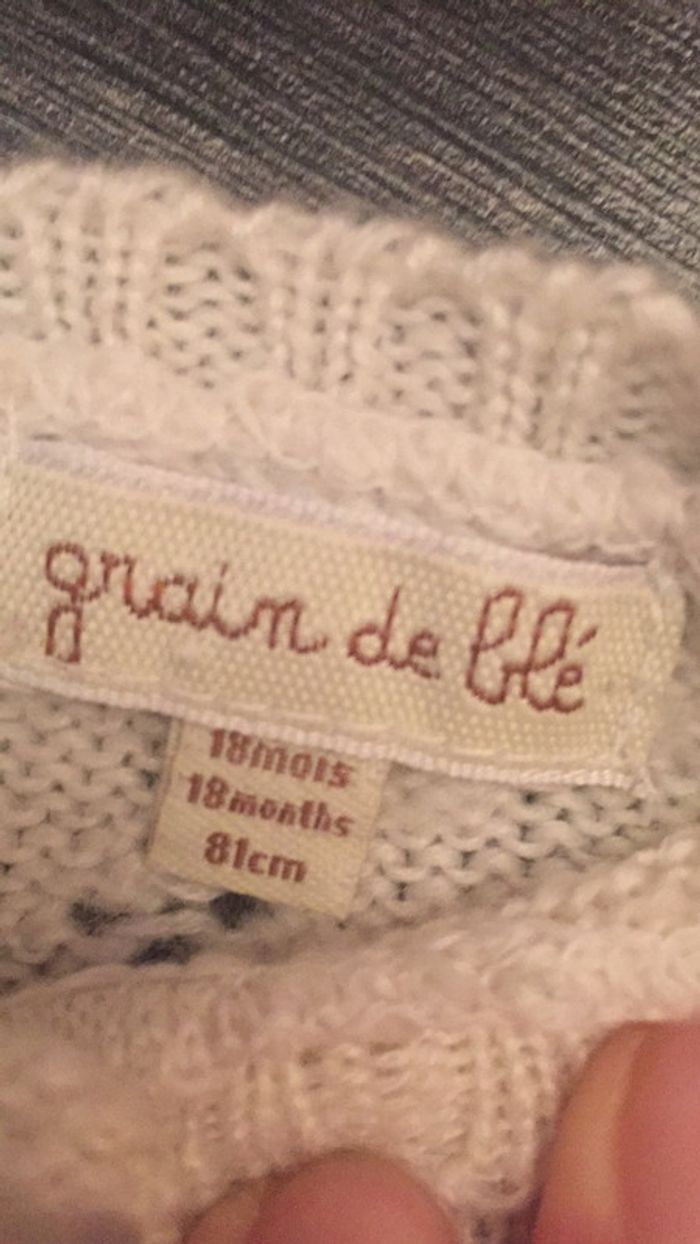 grain de blé
18mois
18months
81cm